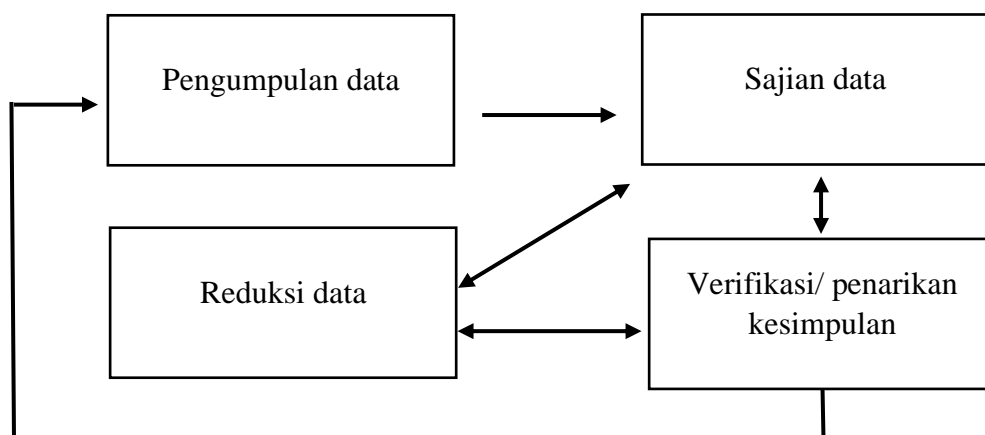 Pengumpulan data
Sajian data
Reduksi data
Verifikasi/ penarikan
kesimpulan